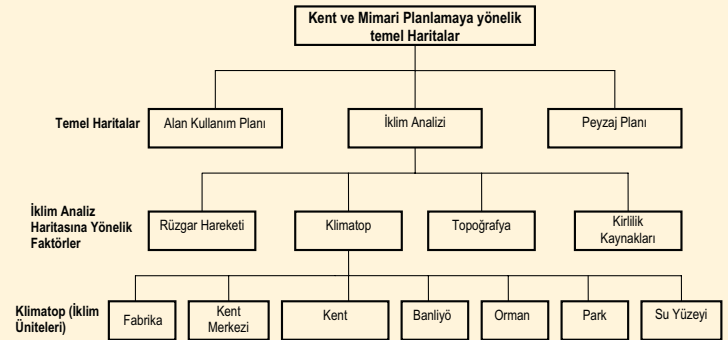 Kent ve Mimari Planlamaya yönelik
temel Haritalar
Temel Haritalar
Alan Kullanım Planı
İklim Analizi
Peyzaj Planı
İklim Analiz
Haritasına Yönelik
Faktörler
Rüzgar Hareketi
Klimatop
Topoğrafya
Kirlilik
Kaynakları
Klimatop (İklim
Üniteleri)
Fabrika
Kent
Merkezi
Kent
Banliyö
Orman
Park
Su Yüzeyi